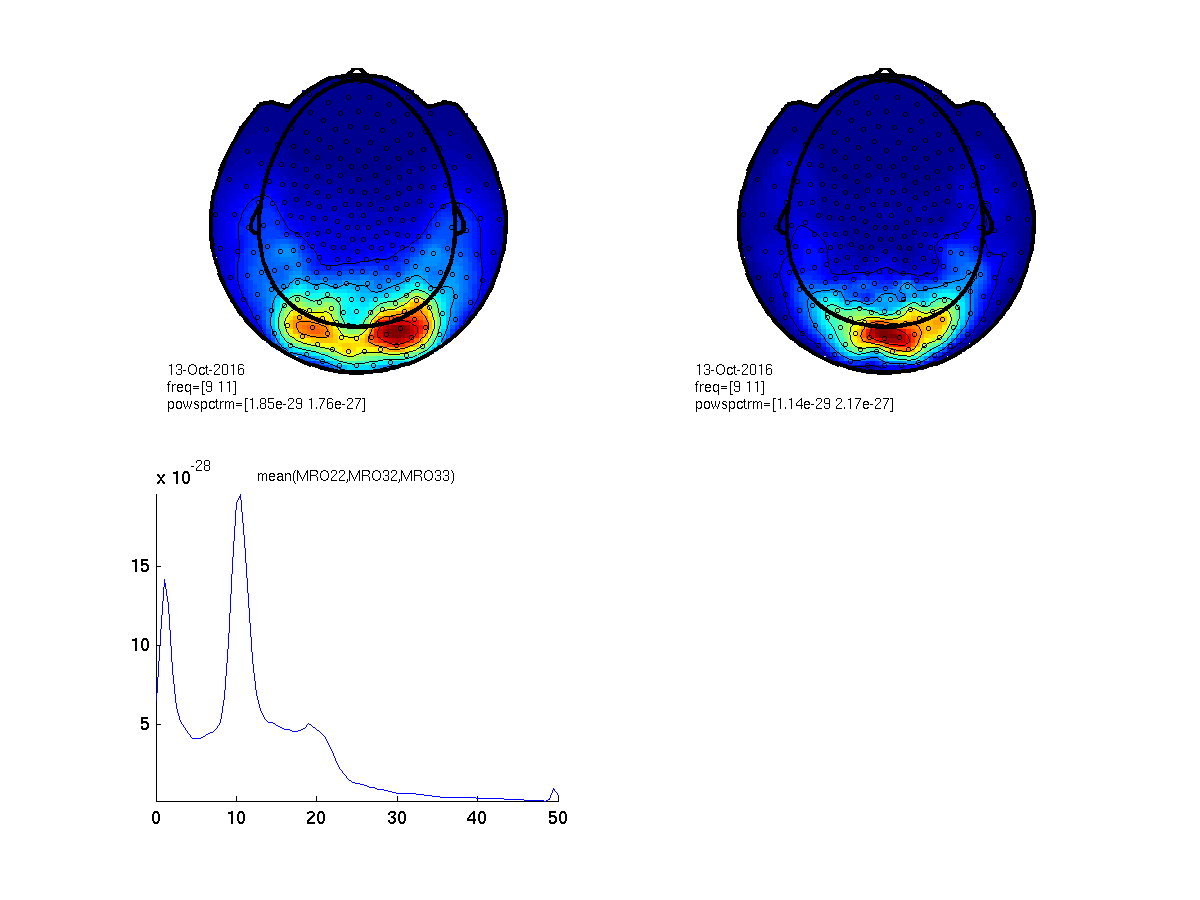 13-Oct-2016
freq=[9 11]
powspctrm=[1.85e-29 1.76e-27]
13-Oct-2016
freq=[9 11]
powspctrm=[1.14e-29 2.17e-27]
x 10-28
mean(MRO22,MRO32,MRO33)
15
10
5
0 10 20 30 40 50